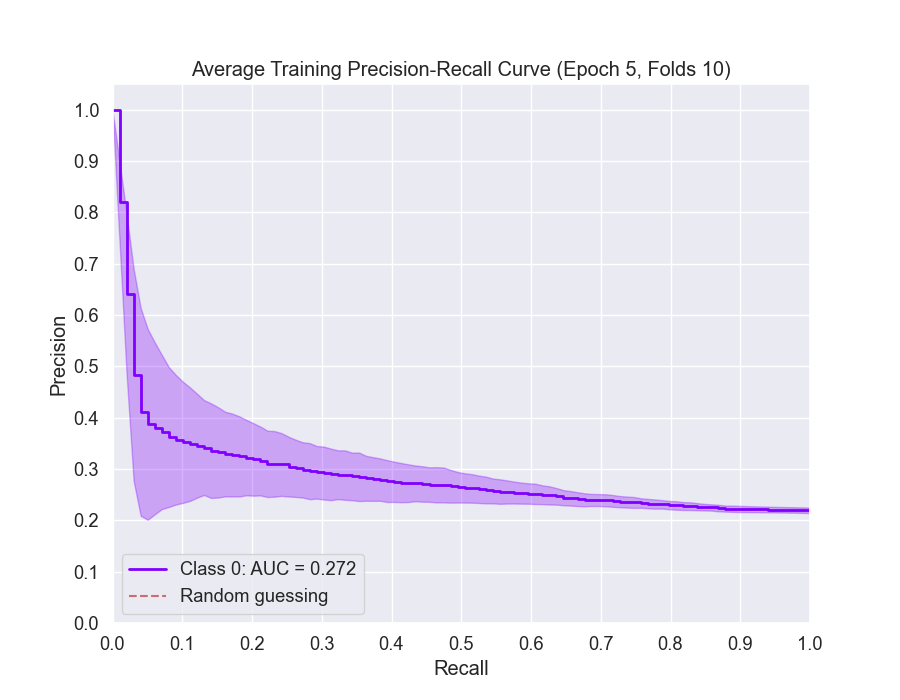 Average Training Precision-Recall Curve (Epoch 5, Folds 10)
1.0
0.9
0.8
0.7
0.6
0.5
0.4
0.3
0.2
0.1
0.0
Precision
Class 0: AUC = 0.272
Random guessing
0.0 0.1 0.2 0.3 0.4 0.5 0.6 0.7 0.8 0.9 1.0
Recall